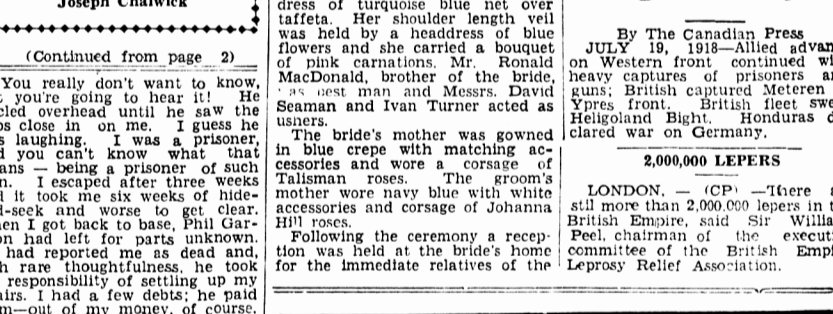 Joseph Chalwick
(Continued from page 2)
You really don't want to know,
you're going to hear it! He
cled overhead until he saw the
ps close in on me. I guess he
s laughing. I was a prisoner,
d you can't know what that
ans — being a prisoner of such
n. I escaped after three weeks
d it took me six weeks of hide-
d-seek and worse to get clear.
hen I got back to base, Phil Gar-
on had left for parts unknown.
had reported me as dead and,
h rare thoughtfulness, he took
responsibility of settling up my
airs. I had a few debts; he paid
m—out of my money, of course.
dress of turquoise blue net over
taffeta. Her shoulder length veil
was held by a headdress of blue
flowers and she carried a bouquet
of pink carnations. Mr. Ronald
MacDonald, brother of the bride,
as best man and Messrs. David
Seaman and Ivan Turner acted as
ushers.
The bride's mother was gowned
in blue crepe with matching ac-
cessories and wore a corsage of
Talisman roses. The groom's
mother wore navy blue with white
accessories and corsage of Johanna
Hill roses.
Following the ceremony a recep-
tion was held at the bride's home
for the immediate relatives of the
By The Canadian Press
JULY 19, 1918—Allied advan
on Western front continued wi
heavy captures of prisoners a
guns; British captured Meteren
Ypres front. British fleet swe
Heligoland Bight. Honduras d
clared war on Germany.
2,000,000 LEPERS
LONDON, — (CP) —There a
stil more than 2,000,000 lepers in t
British Empire, said Sir Willia
Peel, chairman of the executi
committee of the British Empi
Leprosy Relief Association.